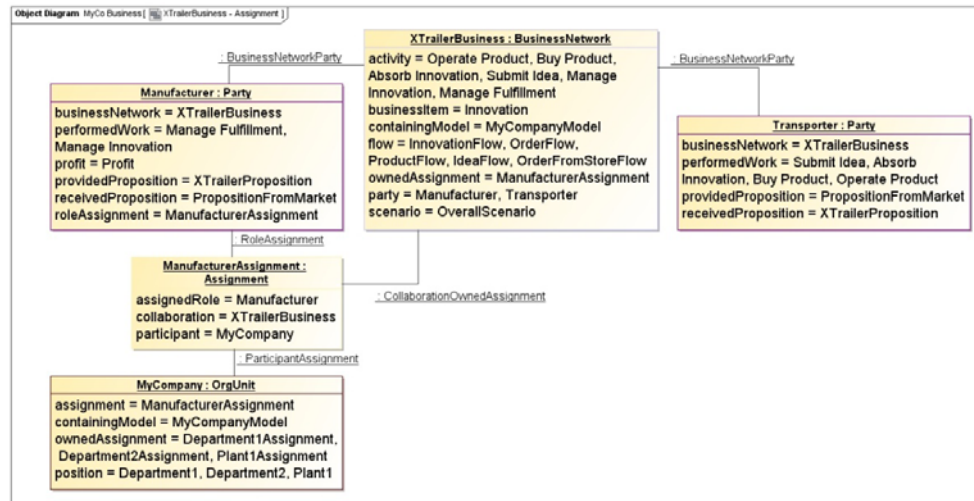 Object Diagram MyCo Business [ XTrailerBusiness - Assignment ]
XTrailerBusiness : BusinessNetwork
activity = Operate Product, Buy Product,
Absorb Innovation, Submit Idea, Manage
Innovation, Manage Fulfillment
businessItem = Innovation
containingModel = MyCompanyModel
flow = InnovationFlow, OrderFlow,
ProductFlow, IdeaFlow, OrderFromStoreFlow
ownedAssignment = ManufacturerAssignment
party = Manufacturer, Transporter
scenario = OverallScenario
: BusinessNetworkParty
: BusinessNetworkParty
Manufacturer : Party
businessNetwork = XTrailerBusiness
performedWork = Manage Fulfillment,
Manage Innovation
profit = Profit
providedProposition = XTrailerProposition
receivedProposition = PropositionFromMarket
roleAssignment = ManufacturerAssignment
Transporter : Party
businessNetwork = XTrailerBusiness
performedWork = Submit Idea, Absorb
Innovation, Buy Product, Operate Product
providedProposition = PropositionFromMarket
receivedProposition = XTrailerProposition
: RoleAssignment
ManufacturerAssignment :
Assignment
assignedRole = Manufacturer
collaboration = XTrailerBusiness
participant = MyCompany
: CollaborationOwnedAssignment
: ParticipantAssignment
MyCompany : OrgUnit
assignment = ManufacturerAssignment
containingModel = MyCompanyModel
ownedAssignment = Department1Assignment,
Department2Assignment, Plant1Assignment
position = Department1, Department2, Plant1